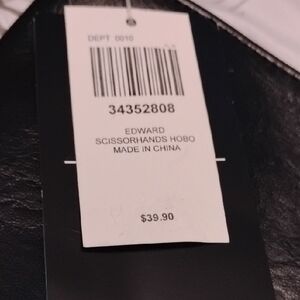 DEPT 0010
34352808
EDWARD
SCISSORHANDS HOBO
MADE IN CHINA
$39.90